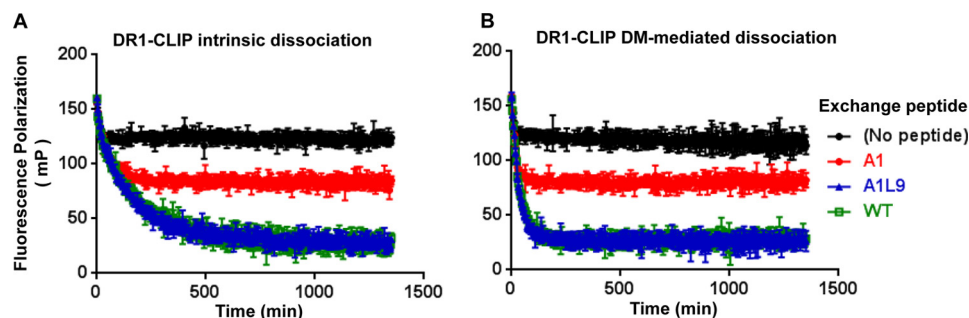 A
DR1-CLIP intrinsic dissociation
Fluorescence Polarization
( mP )
200
150
100
50
0
0
500
1000
1500
Time (min)
B
DR1-CLIP DM-mediated dissociation
200
150
100
50
0
0
500
1000
1500
Time (min)
Exchange peptide
(No peptide)
A1
A1L9
WT